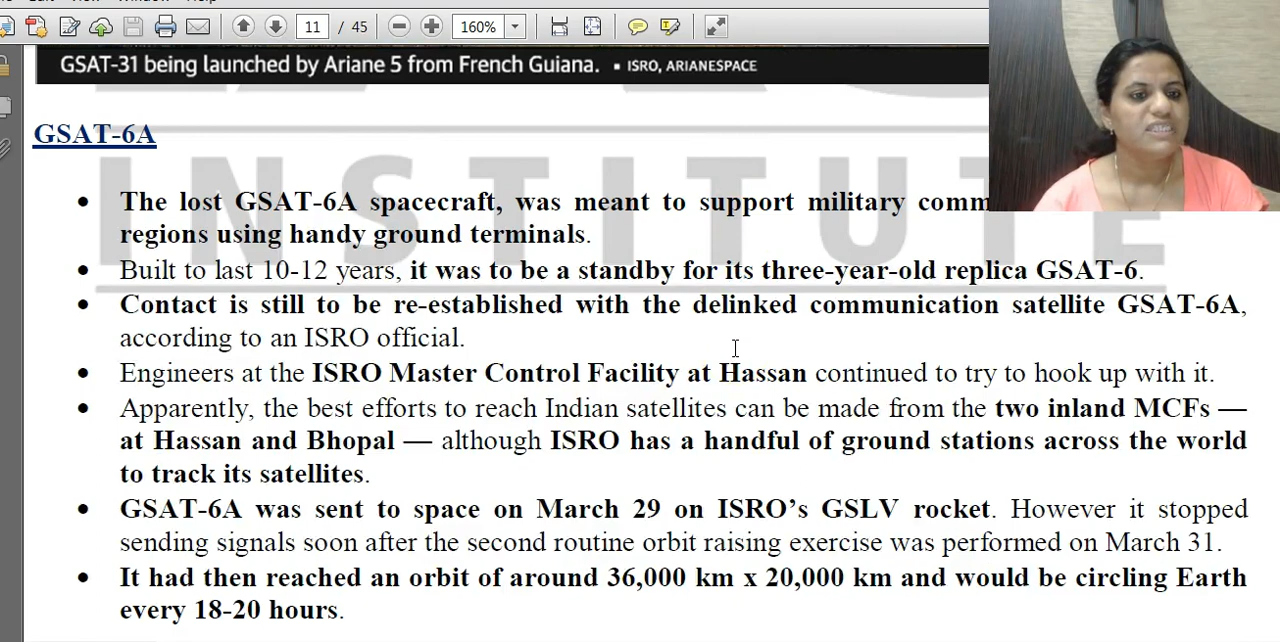 11 / 45
160%
GSAT-31 being launched by Ariane 5 from French Guiana. ▪ ISRO, ARIANESPACE
GSAT-6A
INSTITUTE
• The lost GSAT-6A spacecraft, was meant to support military
regions using handy ground terminals.
• Built to last 10-12 years, it was to be a standby for its three-year-old replica GSAT-6.
• Contact is still to be re-established with the delinked communication satellite GSAT-6A,
according to an ISRO official.
• Engineers at the ISRO Master Control Facility at Hassan continued to try to hook up with it.
• Apparently, the best efforts to reach Indian satellites can be made from the two inland MCFs —
at Hassan and Bhopal — although ISRO has a handful of ground stations across the world
to track its satellites.
• GSAT-6A was sent to space on March 29 on ISRO’s GSLV rocket. However it stopped
sending signals soon after the second routine orbit raising exercise was performed on March 31.
• It had then reached an orbit of around 36,000 km x 20,000 km and would be circling Earth
every 18-20 hours.